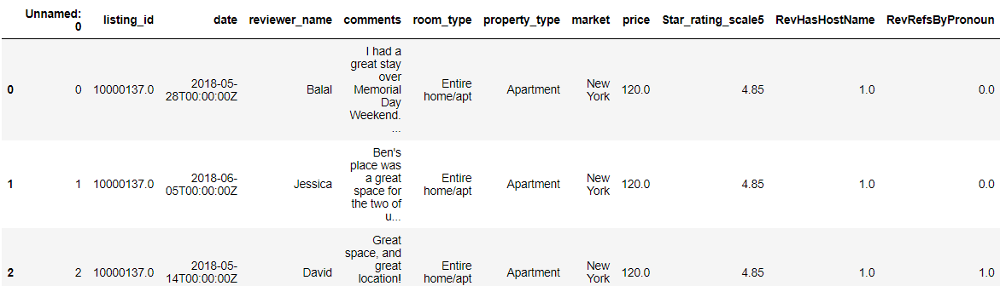 Unnamed: 0 listing_id date reviewer_name comments room_type property_type market price Star_rating_scale5 RevHasHostName RevRefsByPronoun
0 0 10000137.0 2018-05-28T00:00:00Z Balal I had a great stay over Memorial Day Weekend. ... Entire home/apt Apartment New York 120.0 4.85 1.0 0.0
1 1 10000137.0 2018-06-05T00:00:00Z Jessica Ben's place was a great space for the two of u... Entire home/apt Apartment New York 120.0 4.85 1.0 0.0
2 2 10000137.0 2018-05-14T00:00:00Z David Great space, and great location! Entire home/apt Apartment New York 120.0 4.85 1.0 1.0